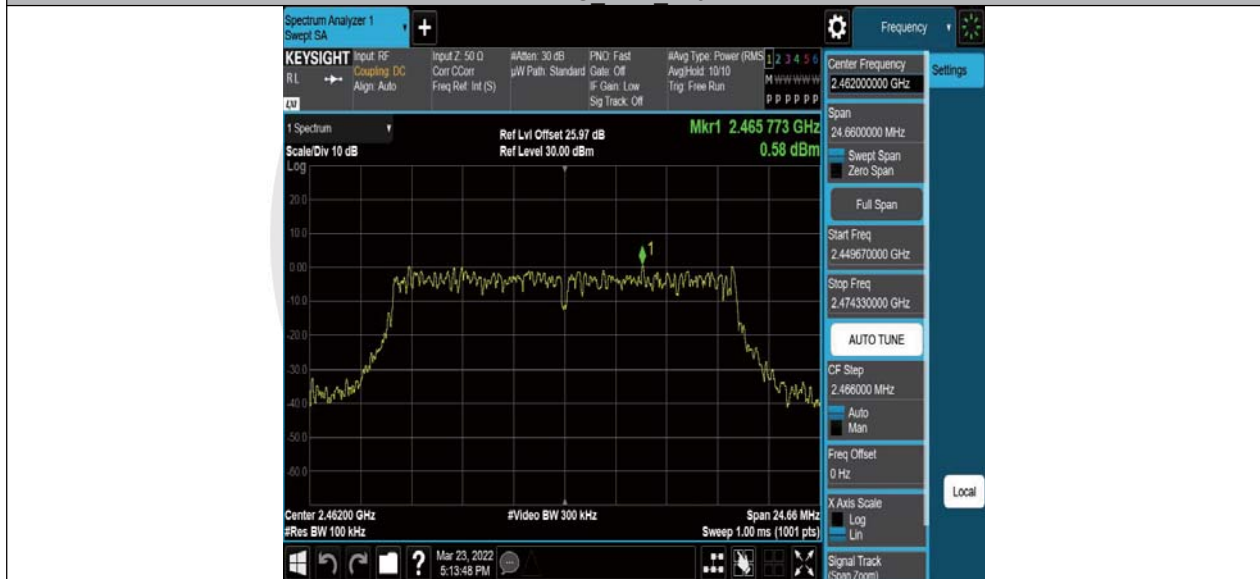 Spectrum Analyzer 1
Swept SA
+
Frequency
KEYSIGHT
RL
LXI
Input: RF
Coupling: DC
Align: Auto
Input Z: 50 Ω
Corr CCorr
Freq Ref: Int (S)
#Atten: 30 dB
µW Path: Standard
PNO: Fast
Gate: Off
IF Gain: Low
Sig Track: Off
#Avg Type: Power (RMS
Avg|Hold: 10/10
Trig: Free Run
1 2 3 4 5 6
M W W W W W
P P P P P P
1 Spectrum
Scale/Div 10 dB
Log
Ref Lvl Offset 25.97 dB
Ref Level 30.00 dBm
Mkr1 2.465 773 GHz
0.58 dBm
20.0
10.0
0.00
-10.0
-20.0
-30.0
-40.0
-50.0
-60.0
1
Center 2.46200 GHz
#Res BW 100 kHz
#Video BW 300 kHz
Span 24.66 MHz
Sweep 1.00 ms (1001 pts)
?
Mar 23, 2022
5:13:48 PM
Center Frequency
2.462000000 GHz
Span
24.6600000 MHz
Swept Span
Zero Span
Full Span
Start Freq
2.449670000 GHz
Stop Freq
2.474330000 GHz
AUTO TUNE
CF Step
2.466000 MHz
Auto
Man
Freq Offset
0 Hz
X Axis Scale
Log
Lin
Signal Track
(Span Zoom)
Settings
Local